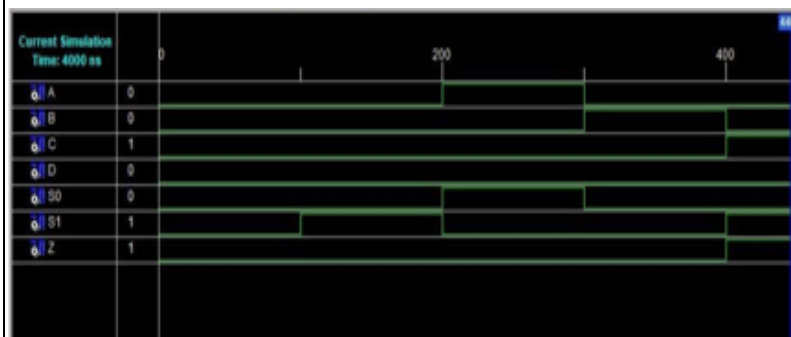 Current Simulation
Time: 4000 ns
0 200 400
A 0
B 0
C 1
D 0
S0 0
S1 1
Z 1